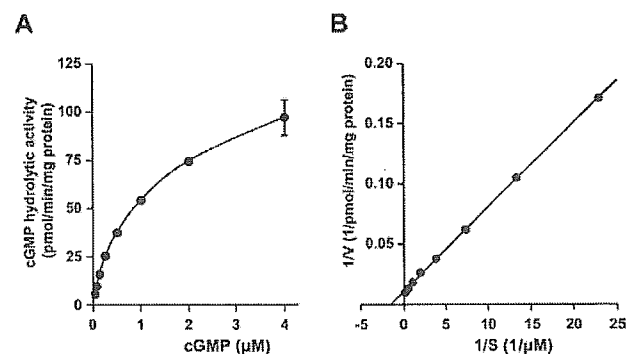 A
cGMP hydrolytic activity
(pmol/min/mg protein)
125
100
75
50
25
0
0 1 2 3 4
cGMP (µM)
B
1/V (1/pmol/min/mg protein)
0.20
0.15
0.10
0.05
-5 0 5 10 15 20 25
1/S (1/µM)